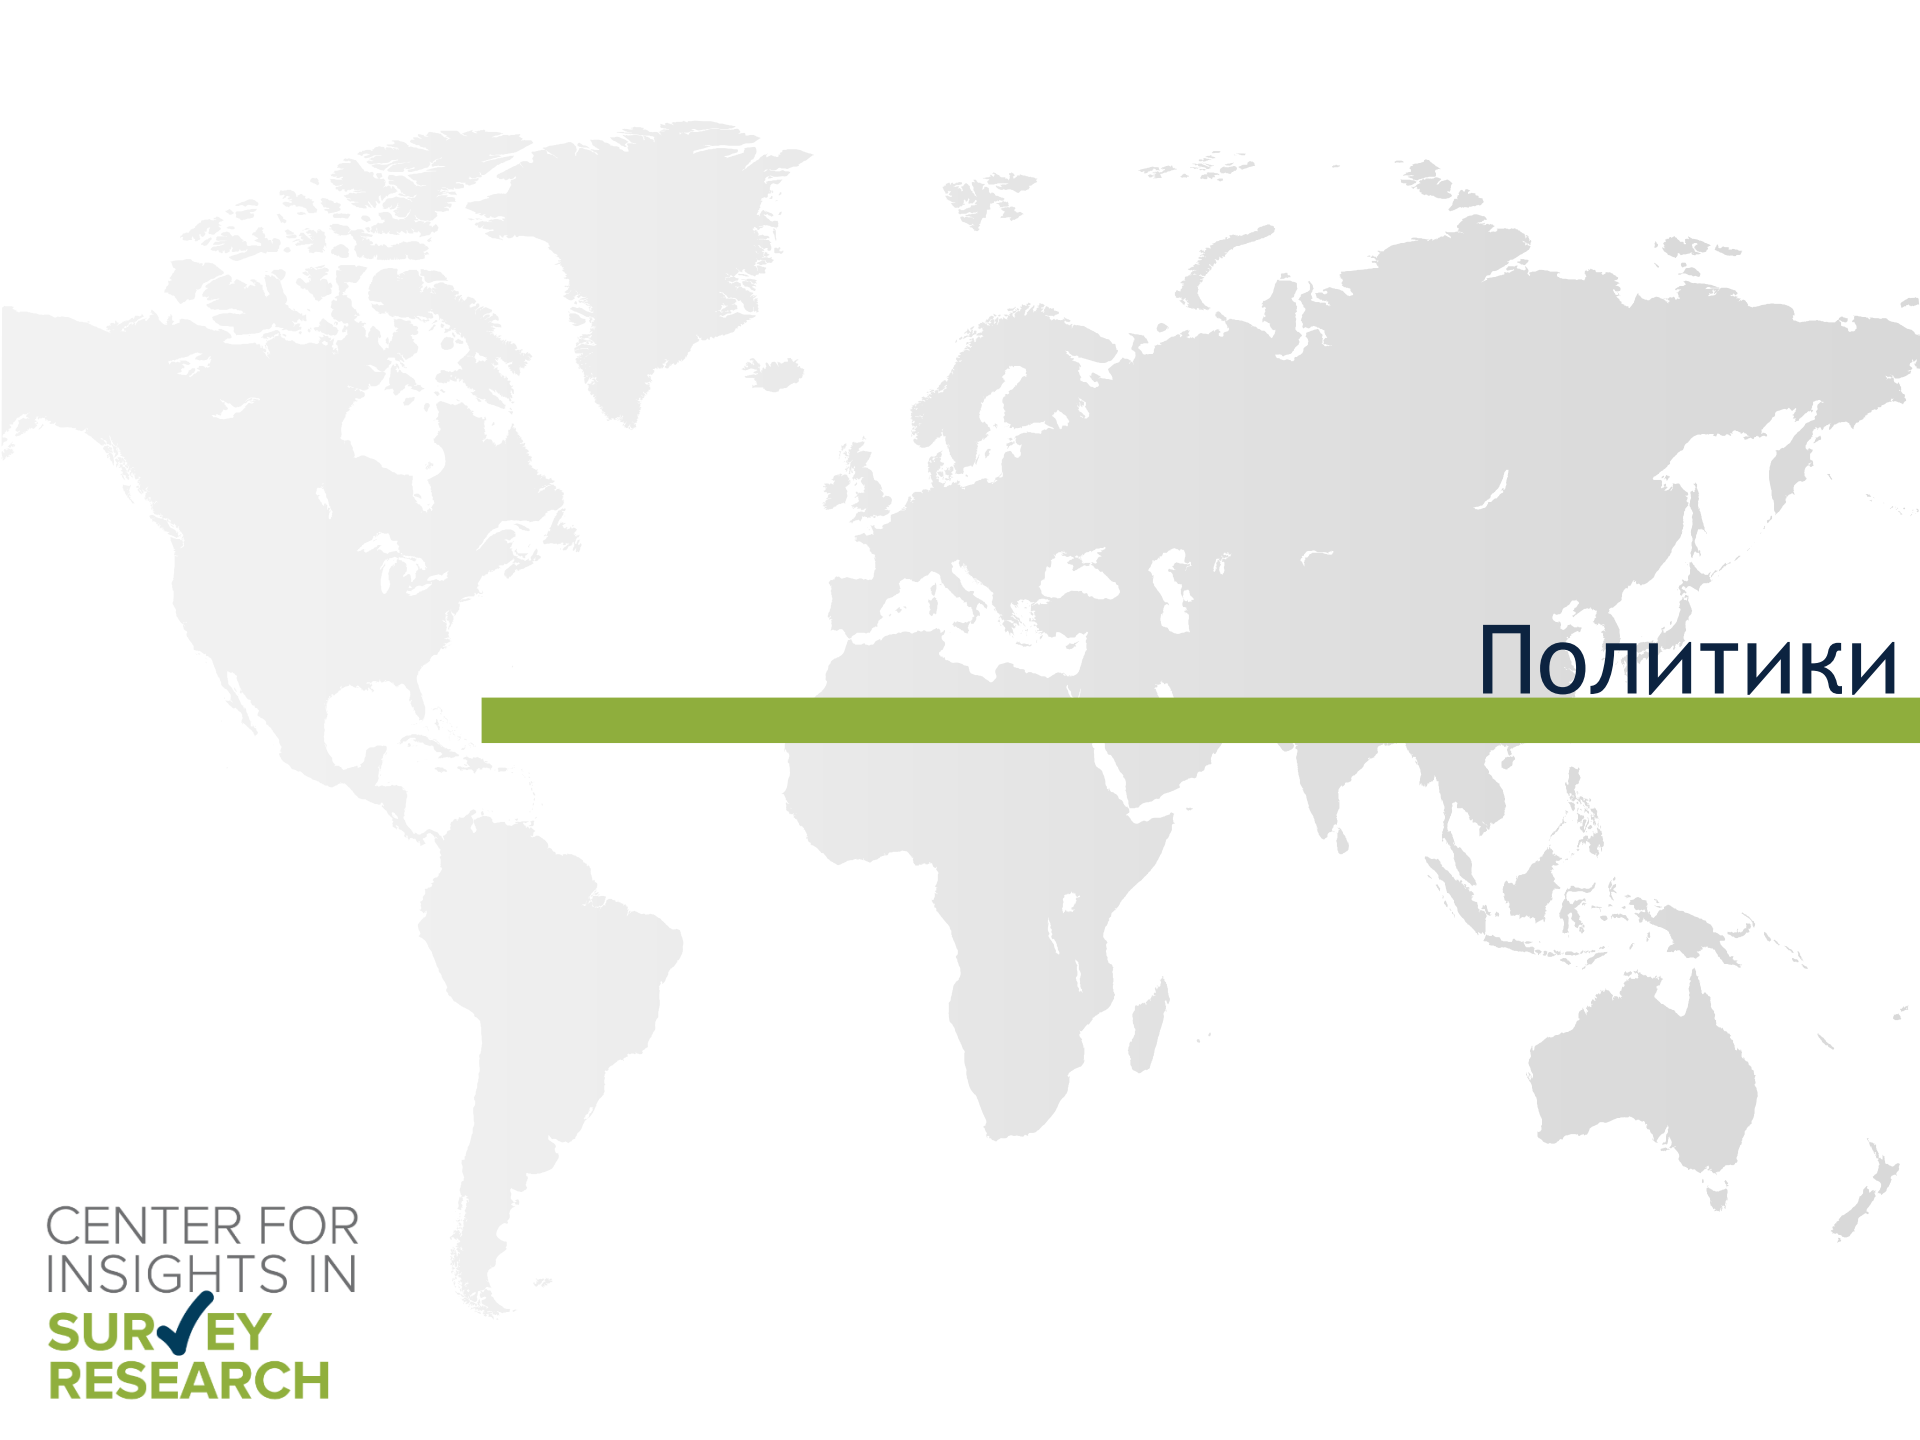 Политики
CENTER FOR
INSIGHTS IN
SURVEY
RESEARCH